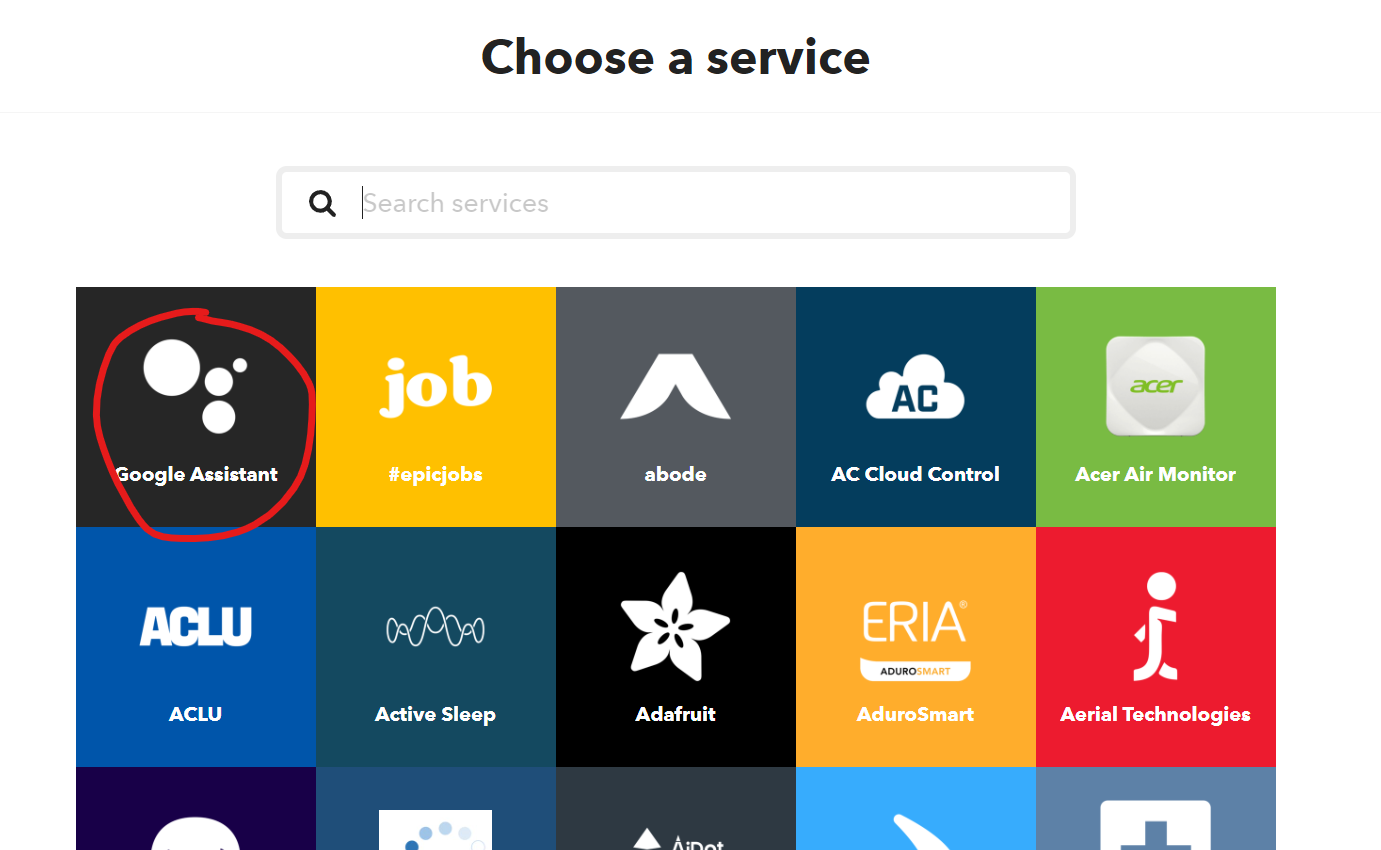 Choose a service
Search services
job
AC
acer
Google Assistant
#epicjobs
abode
AC Cloud Control
Acer Air Monitor
ACLU
ERIA®
ADUROSMART
ACLU
Active Sleep
Adafruit
AduroSmart
Aerial Technologies
AiDot